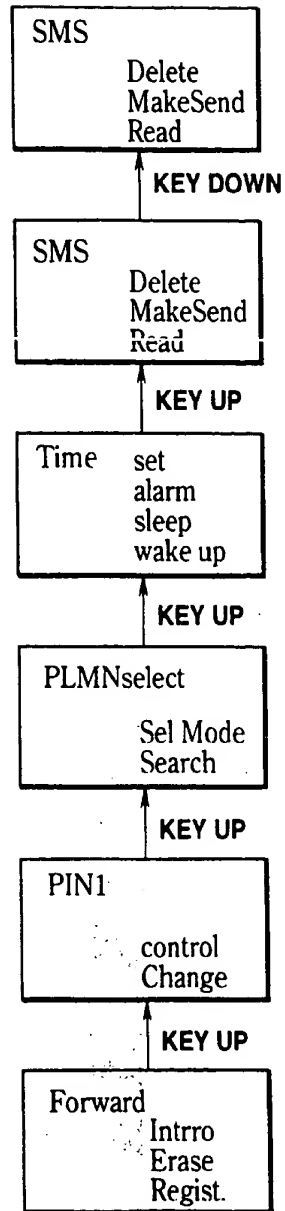 SMS
Delete
MakeSend
Read
KEY DOWN
SMS
Delete
MakeSend
Read
KEY UP
Time set
alarm
sleep
wake up
KEY UP
PLMNselect
Sel Mode
Search
KEY UP
PIN1
control
Change
KEY UP
Forward
Intrro
Erase
Regist.